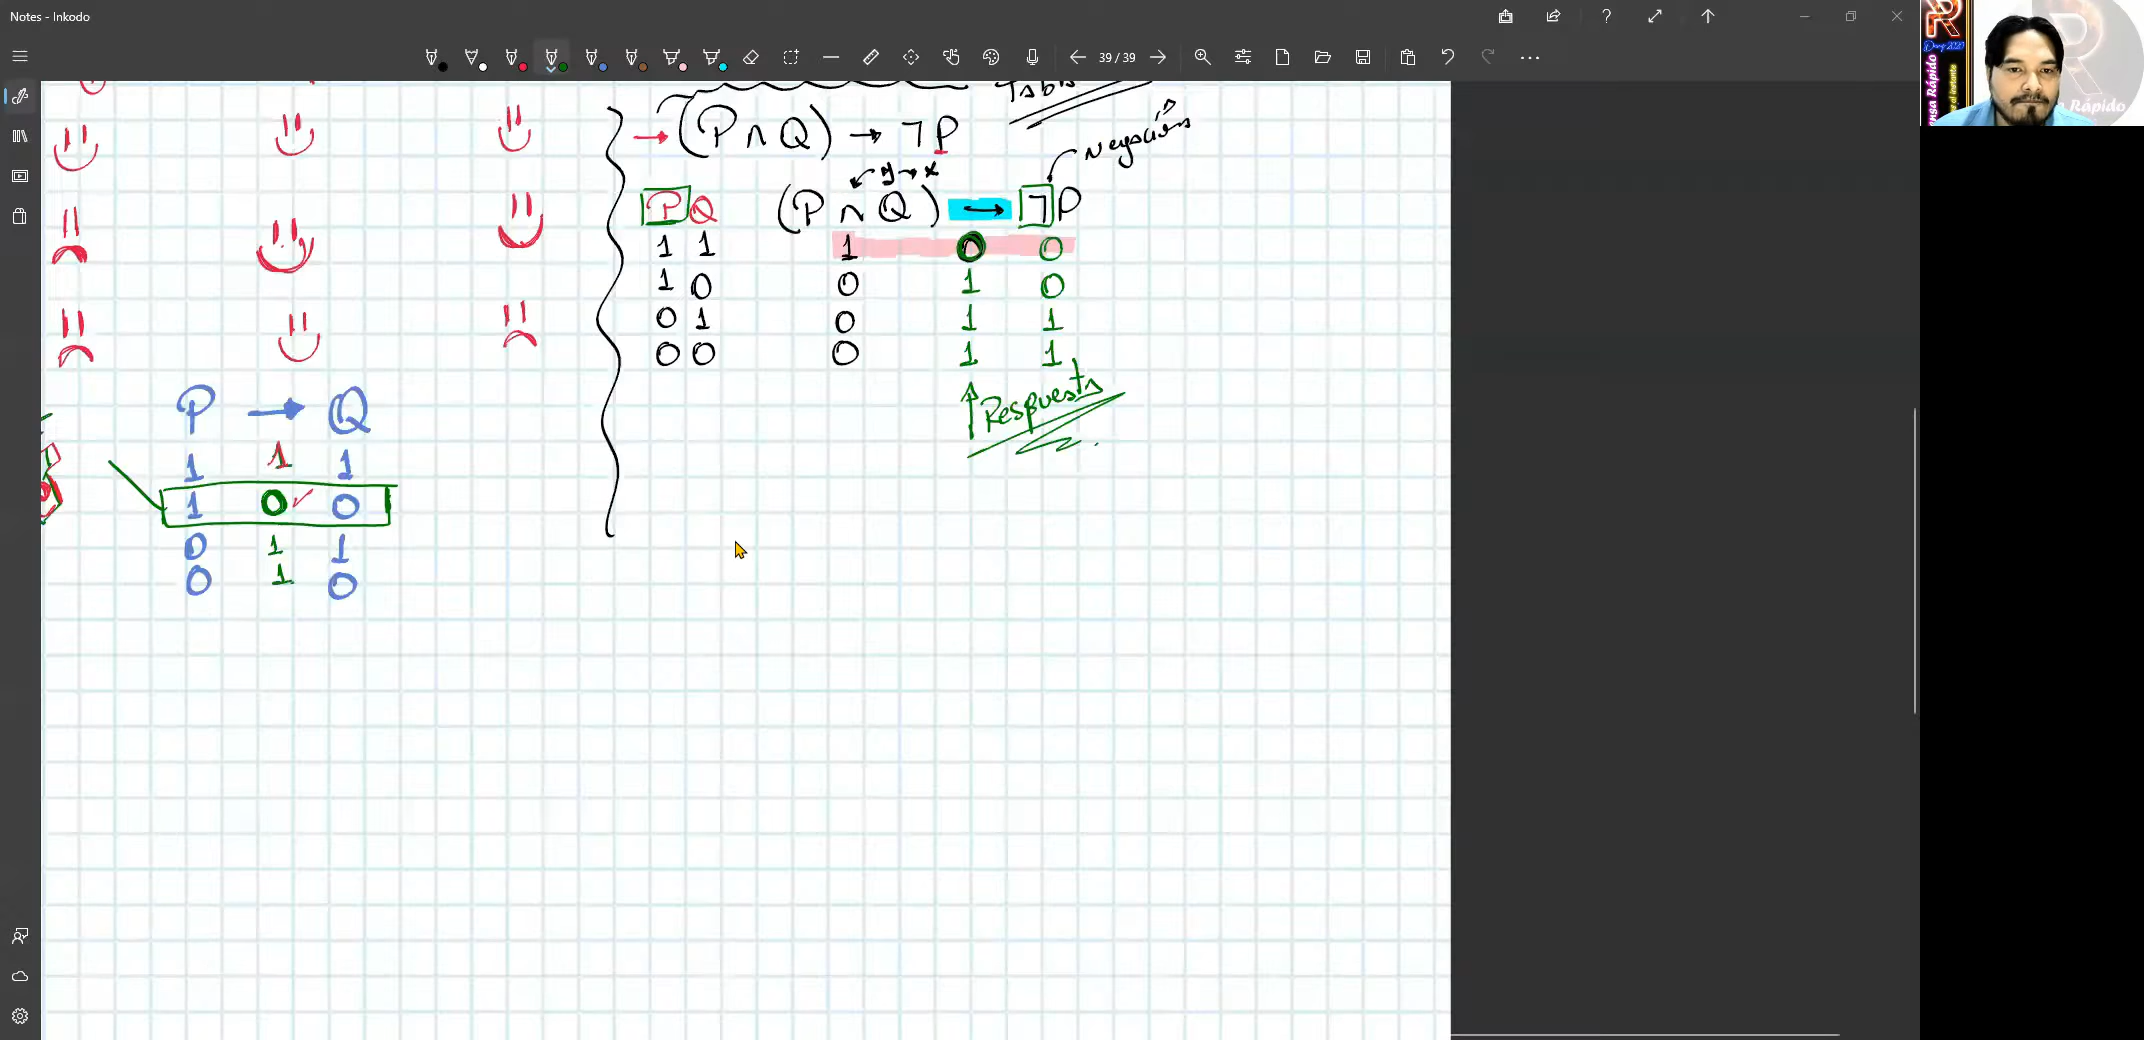 Notes - Inkodo
39 / 39
Tabla
(P ∧ Q) → ¬P
Negación
y → x
P Q (P ∧ Q) → ¬P
1 1 1 0 0
1 0 0 1 0
0 1 0 1 1
0 0 0 1 1
Respuesta
P → Q
1 1 1
1 0 0
0 1 1
0 1 0
Rápido